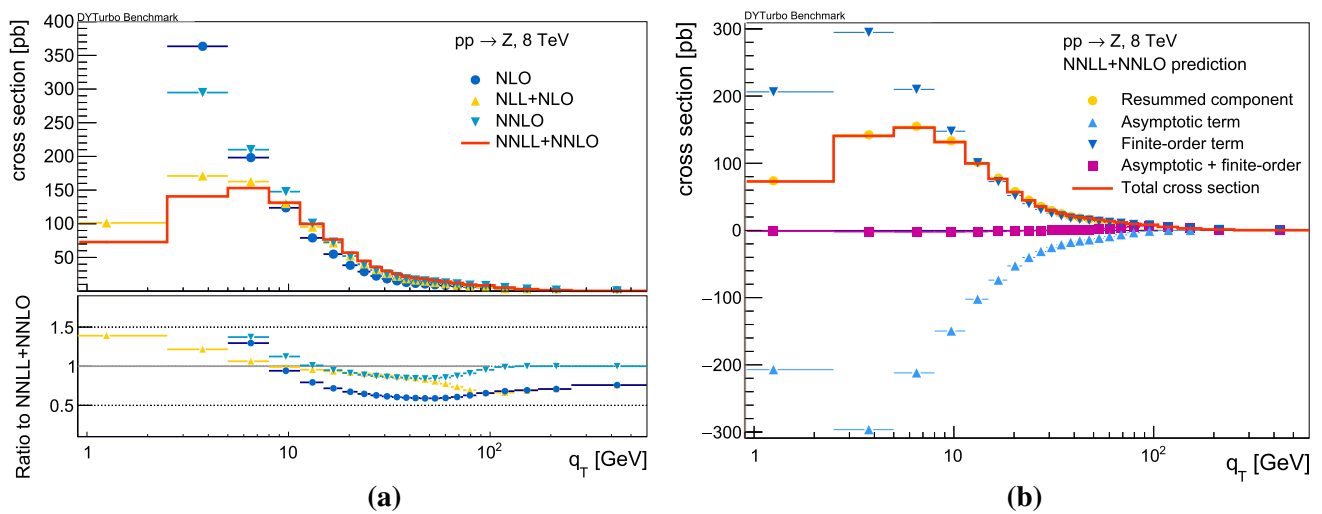 DYTurbo Benchmark
cross section [pb]
400
350
300
250
200
150
100
50
pp → Z, 8 TeV
NLO
NLL+NLO
NNLO
NNLL+NNLO
Ratio to NNLL+NNLO
1.5
1
0.5
1
10
10²
q_T [GeV]
(a)
DYTurbo Benchmark
cross section [pb]
300
200
100
0
−100
−200
−300
pp → Z, 8 TeV
NNLL+NNLO prediction
Resummed component
Asymptotic term
Finite-order term
Asymptotic + finite-order
Total cross section
1
10
10²
q_T [GeV]
(b)